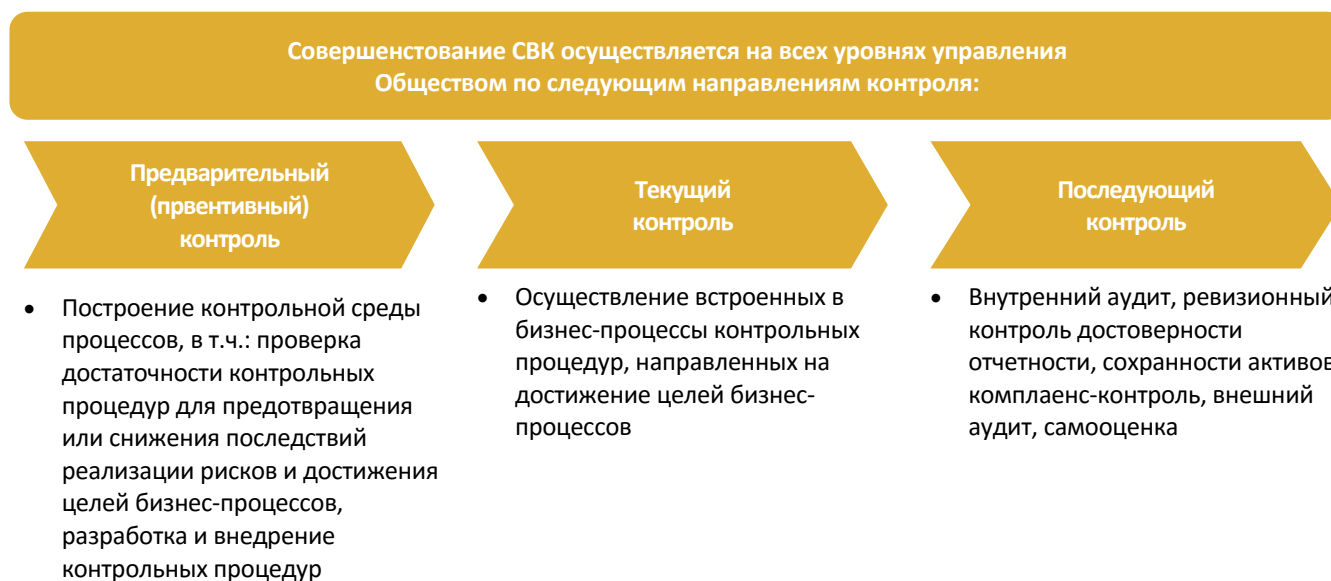 Совершенстование СВК осуществляется на всех уровнях управления
Обществом по следующим направлениям контроля:
Предварительный
(првентивный)
контроль
Текущий
контроль
Последующий
контроль
• Построение контрольной среды
процессов, в т.ч.: проверка
достаточности контрольных
процедур для предотвращения
или снижения последствий
реализации рисков и достижения
целей бизнес-процессов,
разработка и внедрение
контрольных процедур
• Осуществление встроенных в
бизнес-процессы контрольных
процедур, направленных на
достижение целей бизнес-
процессов
• Внутренний аудит, ревизионный
контроль достоверности
отчетности, сохранности активов
комплаенс-контроль, внешний
аудит, самооценка